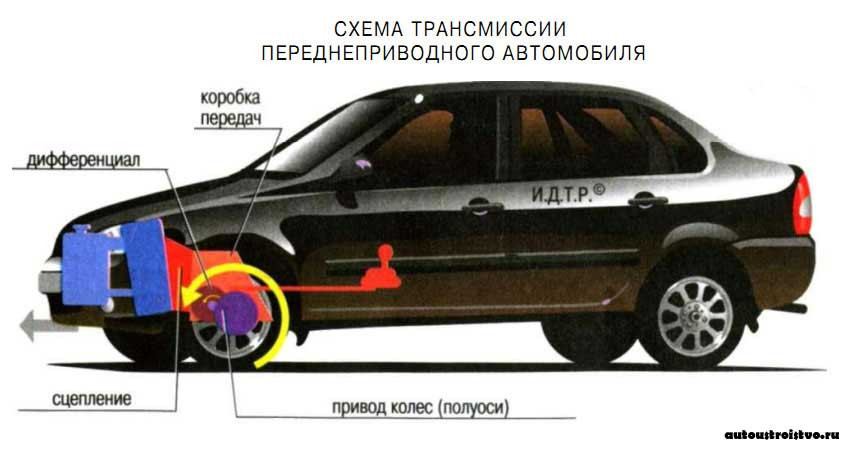 СХЕМА ТРАНСМИССИИ
ПЕРЕДНЕПРИВОДНОГО АВТОМОБИЛЯ
коробка
передач
дифференциал
И.Д.Т.Р.©
сцепление
привод колес (полуоси)
autoustroistvo.ru